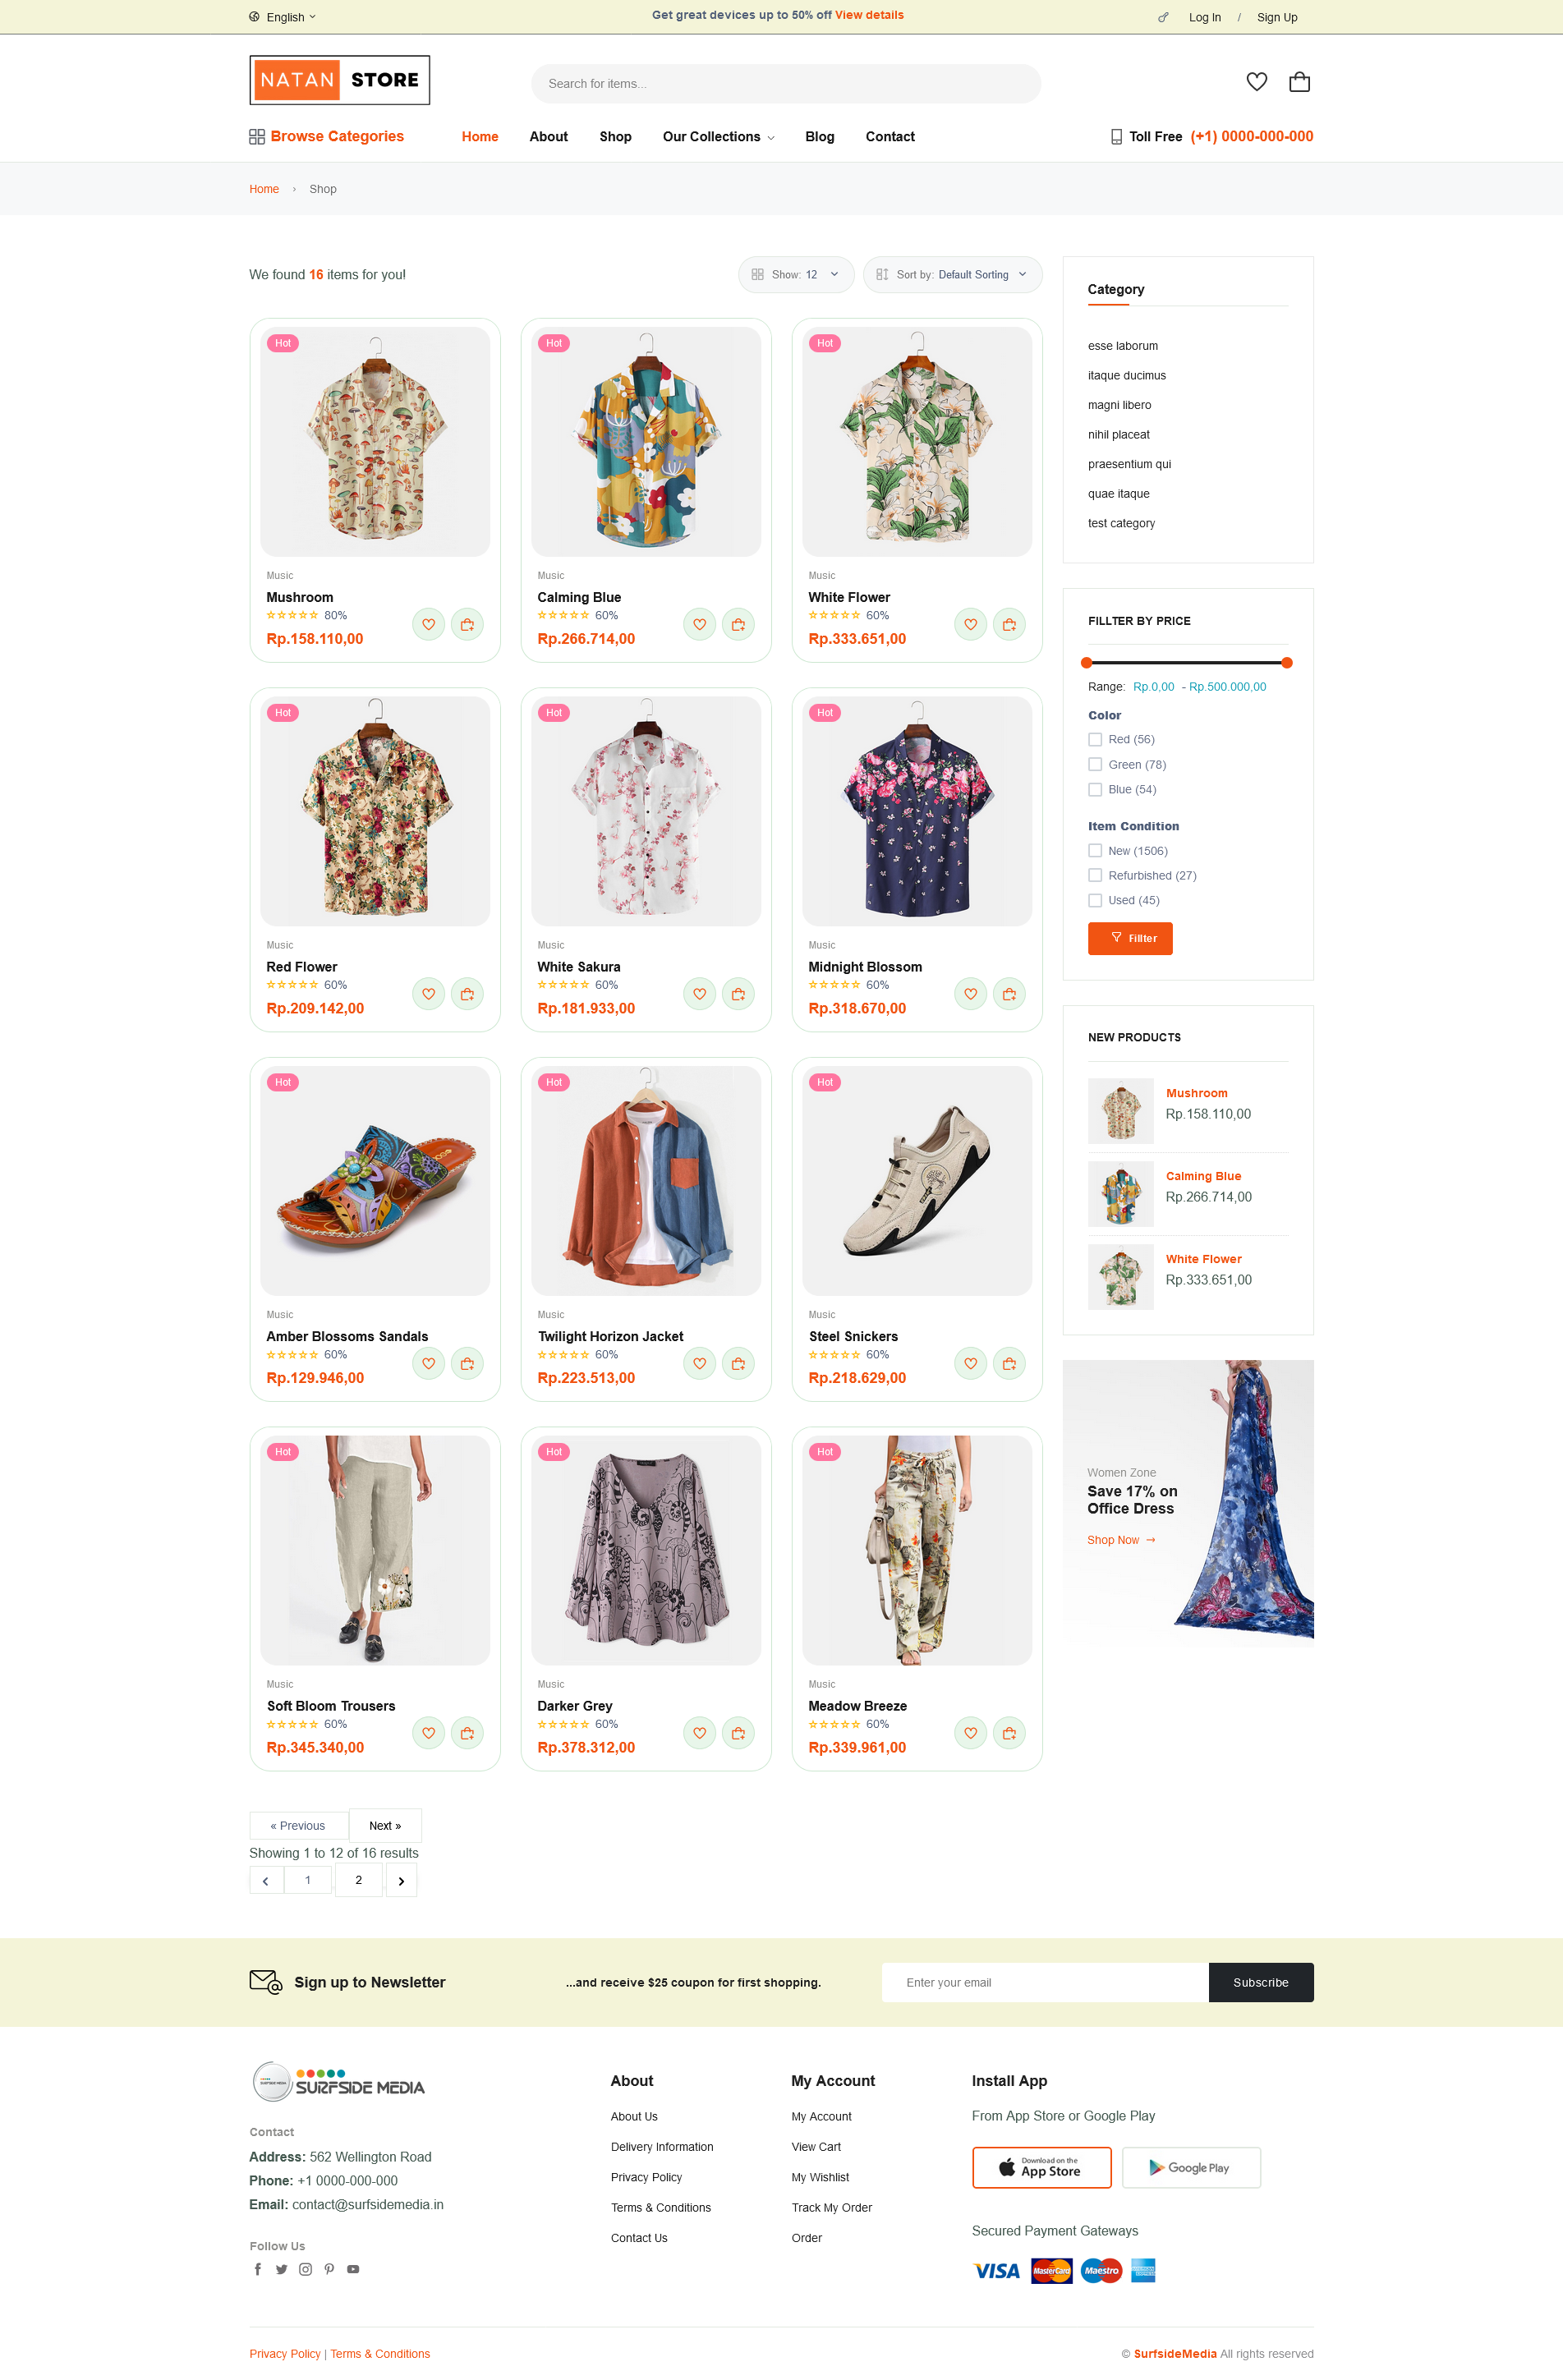 English
Get great devices up to 50% off View details
Log In / Sign Up
NATAN STORE
Search for items...
Browse Categories
Home About Shop Our Collections Blog Contact
Toll Free (+1) 0000-000-000
Home › Shop
We found 16 items for you!
Show: 12
Sort by: Default Sorting
Hot
Music
Mushroom
80%
Rp.158.110,00
Hot
Music
Calming Blue
60%
Rp.266.714,00
Hot
Music
White Flower
60%
Rp.333.651,00
Hot
Music
Red Flower
60%
Rp.209.142,00
Hot
Music
White Sakura
60%
Rp.181.933,00
Hot
Music
Midnight Blossom
60%
Rp.318.670,00
Hot
Music
Amber Blossoms Sandals
60%
Rp.129.946,00
Hot
Music
Twilight Horizon Jacket
60%
Rp.223.513,00
Hot
Music
Steel Snickers
60%
Rp.218.629,00
Hot
Music
Soft Bloom Trousers
60%
Rp.345.340,00
Hot
Music
Darker Grey
60%
Rp.378.312,00
Hot
Music
Meadow Breeze
60%
Rp.339.961,00
« Previous
Next »
Showing 1 to 12 of 16 results
‹ 1 2 ›
Category
esse laborum
itaque ducimus
magni libero
nihil placeat
praesentium qui
quae itaque
test category
FILLTER BY PRICE
Range: Rp.0,00 - Rp.500.000,00
Color
Red (56)
Green (78)
Blue (54)
Item Condition
New (1506)
Refurbished (27)
Used (45)
Fillter
NEW PRODUCTS
Mushroom
Rp.158.110,00
Calming Blue
Rp.266.714,00
White Flower
Rp.333.651,00
Women Zone
Save 17% on
Office Dress
Shop Now
Sign up to Newsletter
...and receive $25 coupon for first shopping.
Enter your email
Subscribe
SURFSIDE MEDIA
Contact
Address: 562 Wellington Road
Phone: +1 0000-000-000
Email: contact@surfsidemedia.in
Follow Us
About
About Us
Delivery Information
Privacy Policy
Terms & Conditions
Contact Us
My Account
My Account
View Cart
My Wishlist
Track My Order
Order
Install App
From App Store or Google Play
Download on the
App Store
Google Play
Secured Payment Gateways
VISA
MasterCard
Maestro
Privacy Policy | Terms & Conditions
© SurfsideMedia All rights reserved